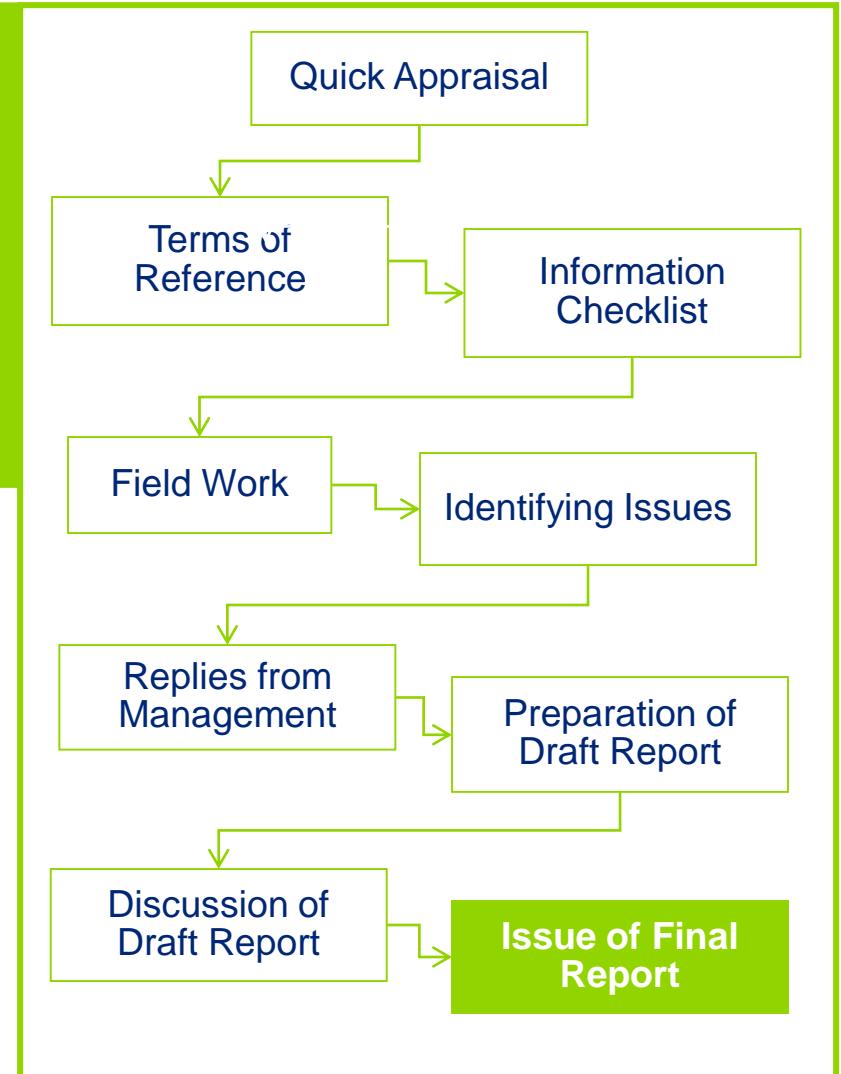 Quick Appraisal
Terms of
Reference
Information
Checklist
Field Work
Identifying Issues
Replies from
Management
Preparation of
Draft Report
Discussion of
Draft Report
Issue of Final
Report